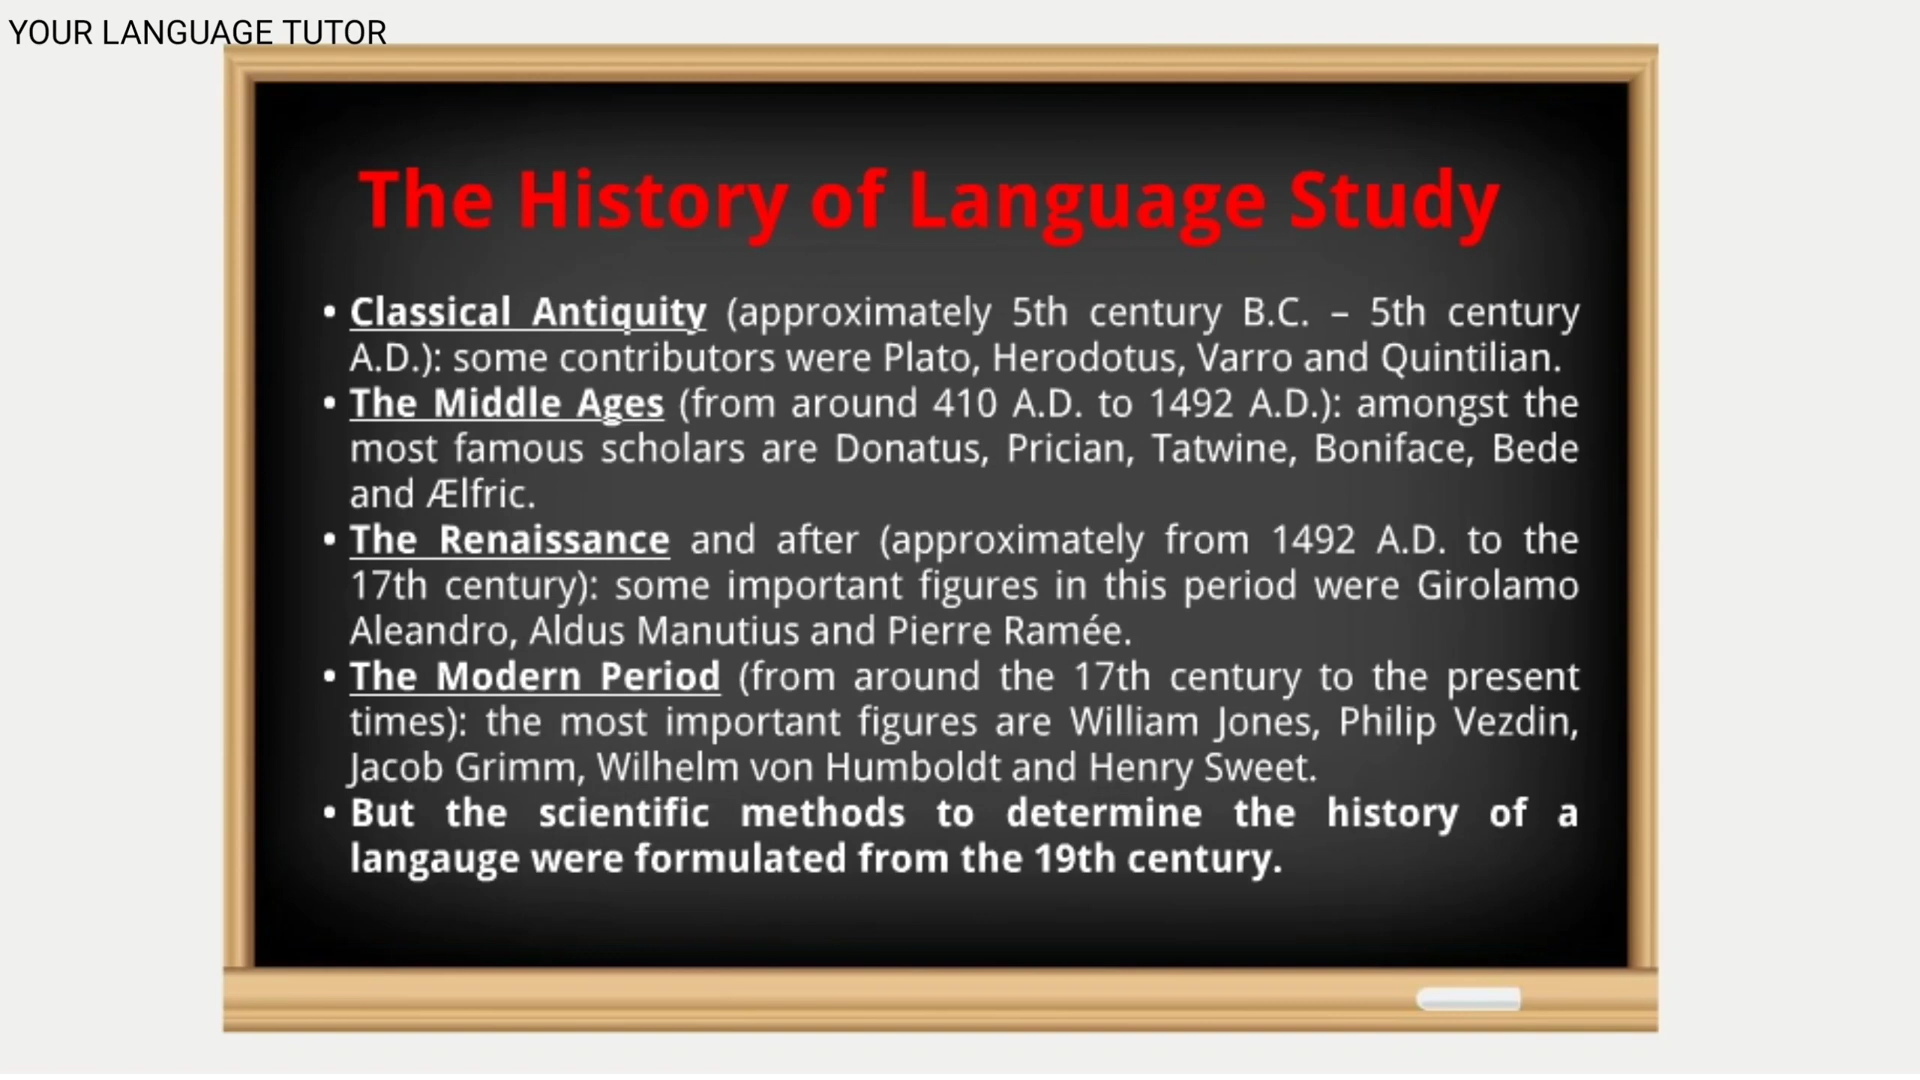 YOUR LANGUAGE TUTOR
The History of Language Study
• Classical Antiquity (approximately 5th century B.C. – 5th century
A.D.): some contributors were Plato, Herodotus, Varro and Quintilian.
• The Middle Ages (from around 410 A.D. to 1492 A.D.): amongst the
most famous scholars are Donatus, Prician, Tatwine, Boniface, Bede
and Ælfric.
• The Renaissance and after (approximately from 1492 A.D. to the
17th century): some important figures in this period were Girolamo
Aleandro, Aldus Manutius and Pierre Ramée.
• The Modern Period (from around the 17th century to the present
times): the most important figures are William Jones, Philip Vezdin,
Jacob Grimm, Wilhelm von Humboldt and Henry Sweet.
• But the scientific methods to determine the history of a
langauge were formulated from the 19th century.